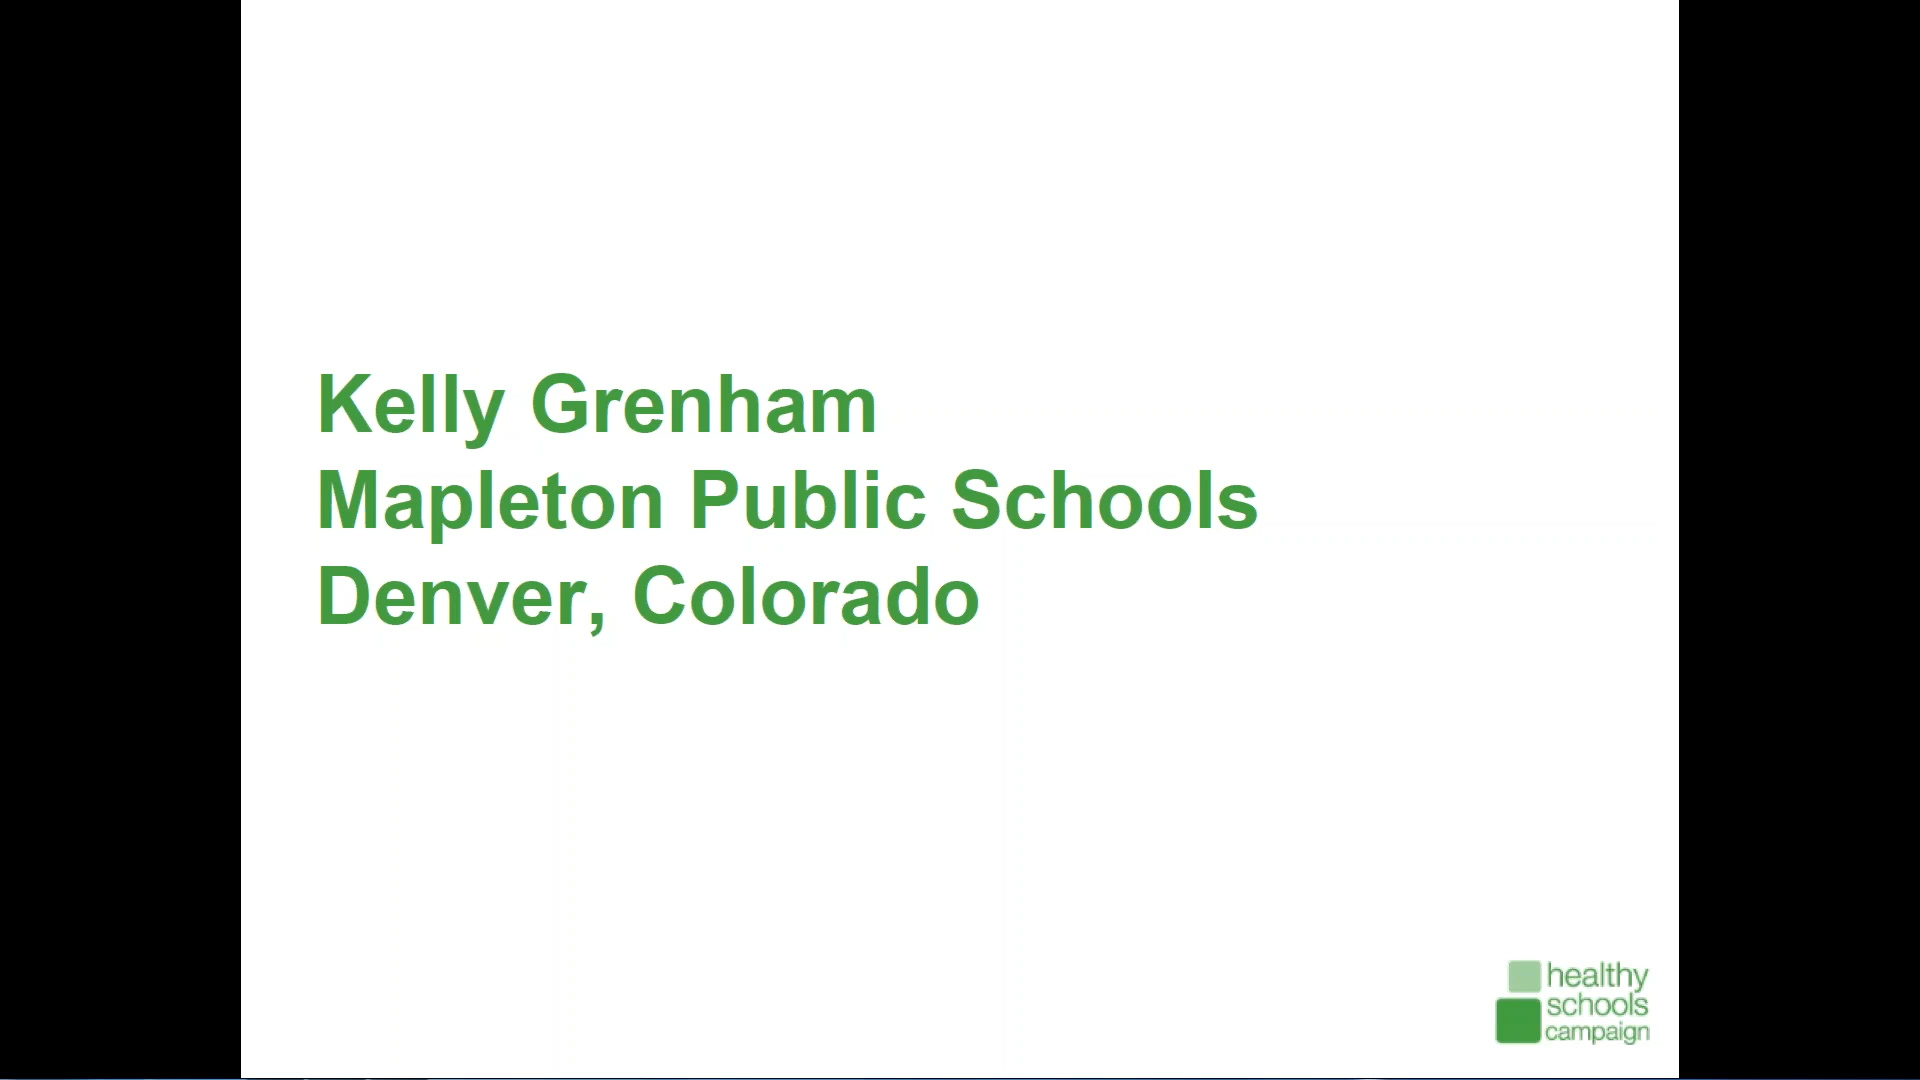 Kelly Grenham
Mapleton Public Schools
Denver, Colorado
healthy
schools
campaign